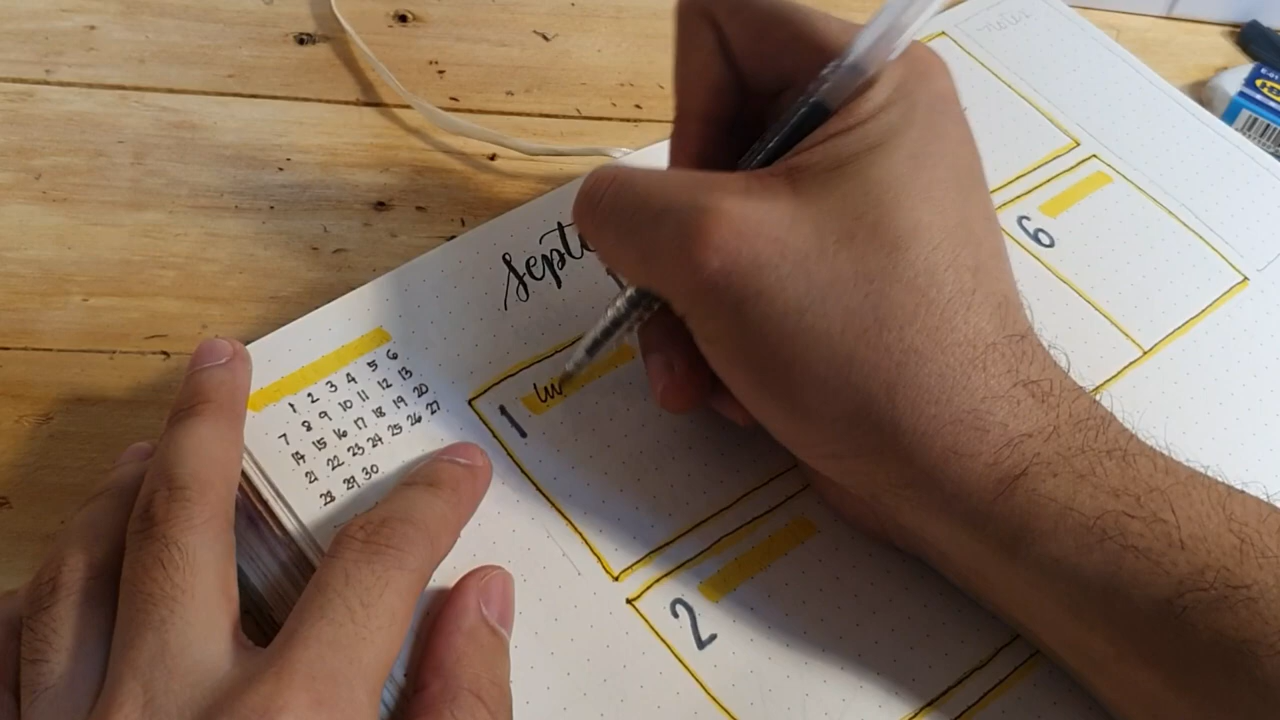 Septe
1 2 3 4 5 6
7 8 9 10 11 12 13
14 15 16 17 18 19 20
21 22 23 24 25 26 27
28 29 30
1
lu
2
6